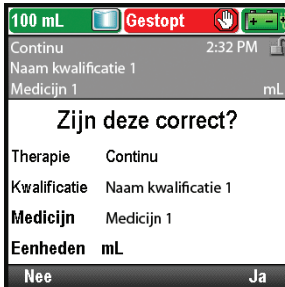 100 mL Gestopt
Continu 2:32 PM
Naam kwalificatie 1
Medicijn 1 mL
Zijn deze correct?
Therapie Continu
Kwalificatie Naam kwalificatie 1
Medicijn Medicijn 1
Eenheden mL
Nee Ja